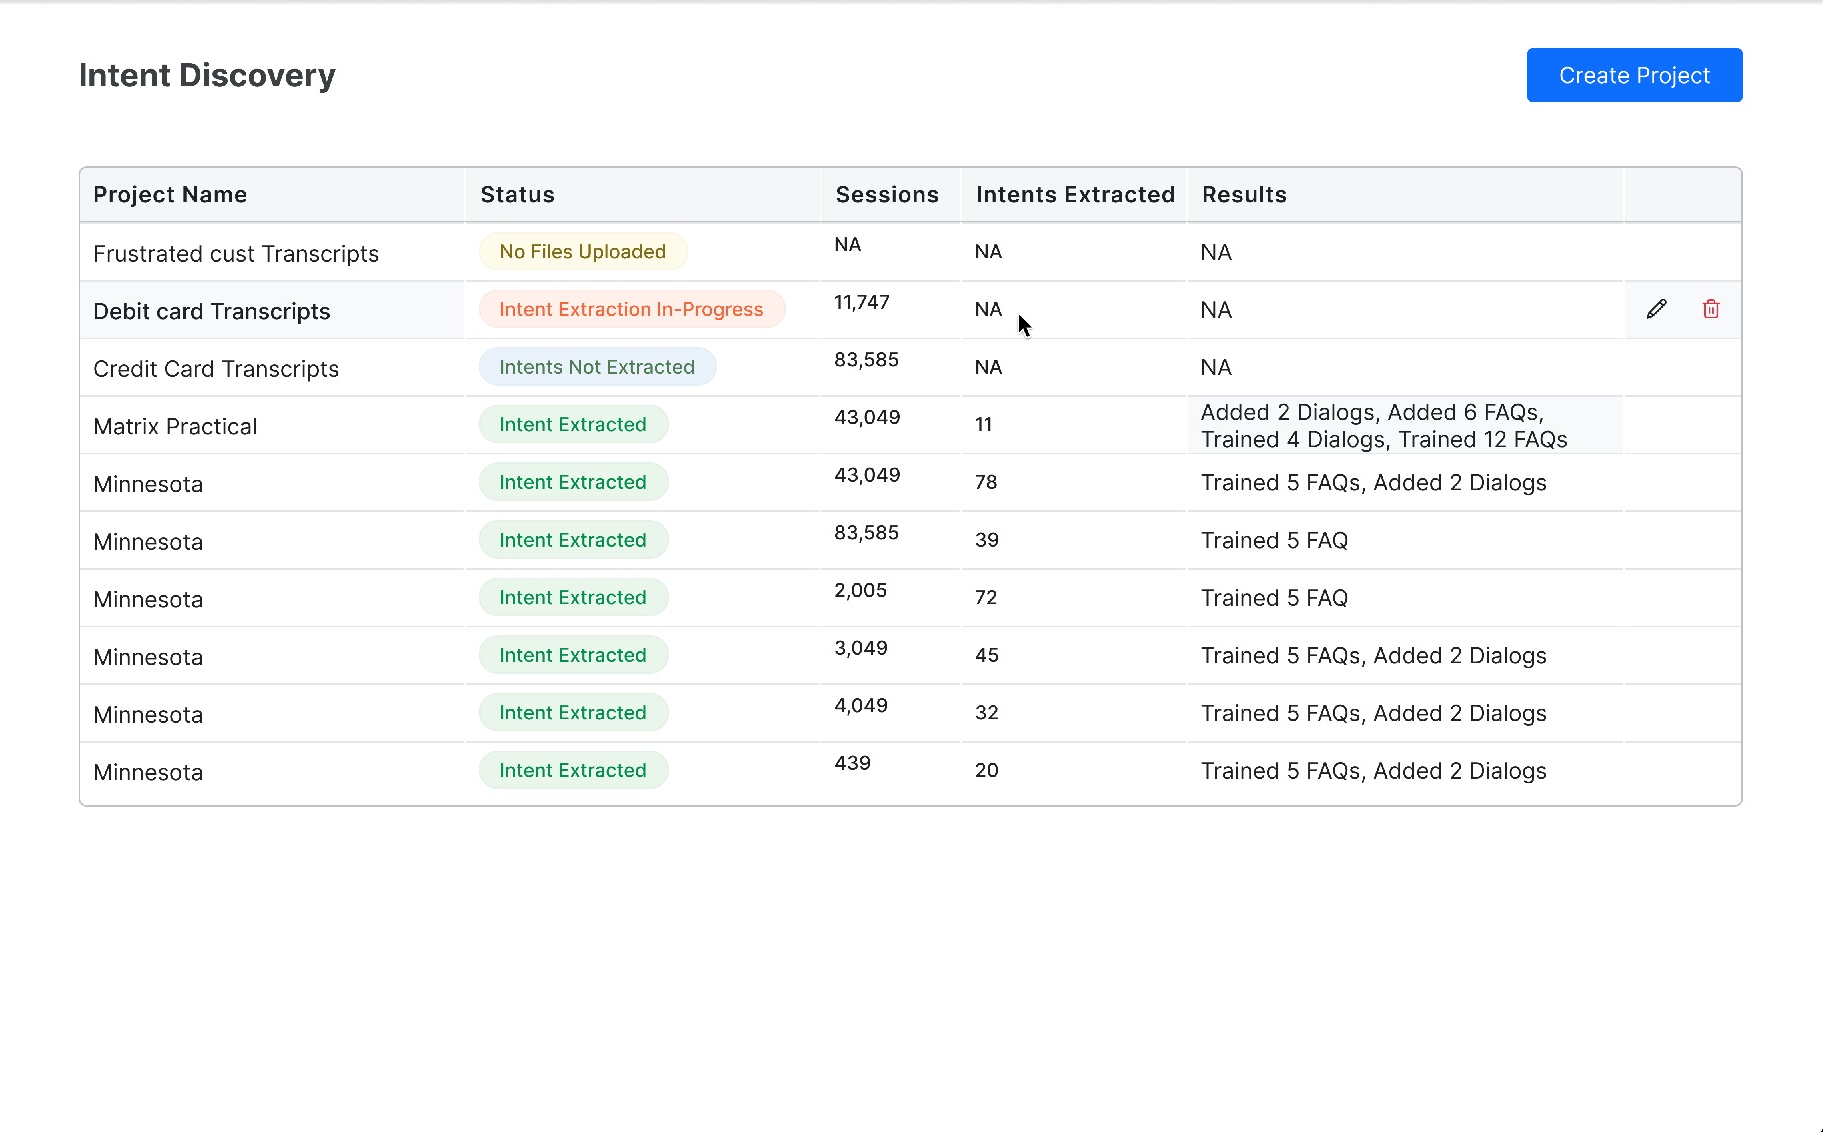 Intent Discovery
Create Project
Project Name Status Sessions Intents Extracted Results
Frustrated cust Transcripts No Files Uploaded NA NA NA
Debit card Transcripts Intent Extraction In-Progress 11,747 NA NA
Credit Card Transcripts Intents Not Extracted 83,585 NA NA
Matrix Practical Intent Extracted 43,049 11 Added 2 Dialogs, Added 6 FAQs,
Trained 4 Dialogs, Trained 12 FAQs
Minnesota Intent Extracted 43,049 78 Trained 5 FAQs, Added 2 Dialogs
Minnesota Intent Extracted 83,585 39 Trained 5 FAQ
Minnesota Intent Extracted 2,005 72 Trained 5 FAQ
Minnesota Intent Extracted 3,049 45 Trained 5 FAQs, Added 2 Dialogs
Minnesota Intent Extracted 4,049 32 Trained 5 FAQs, Added 2 Dialogs
Minnesota Intent Extracted 439 20 Trained 5 FAQs, Added 2 Dialogs